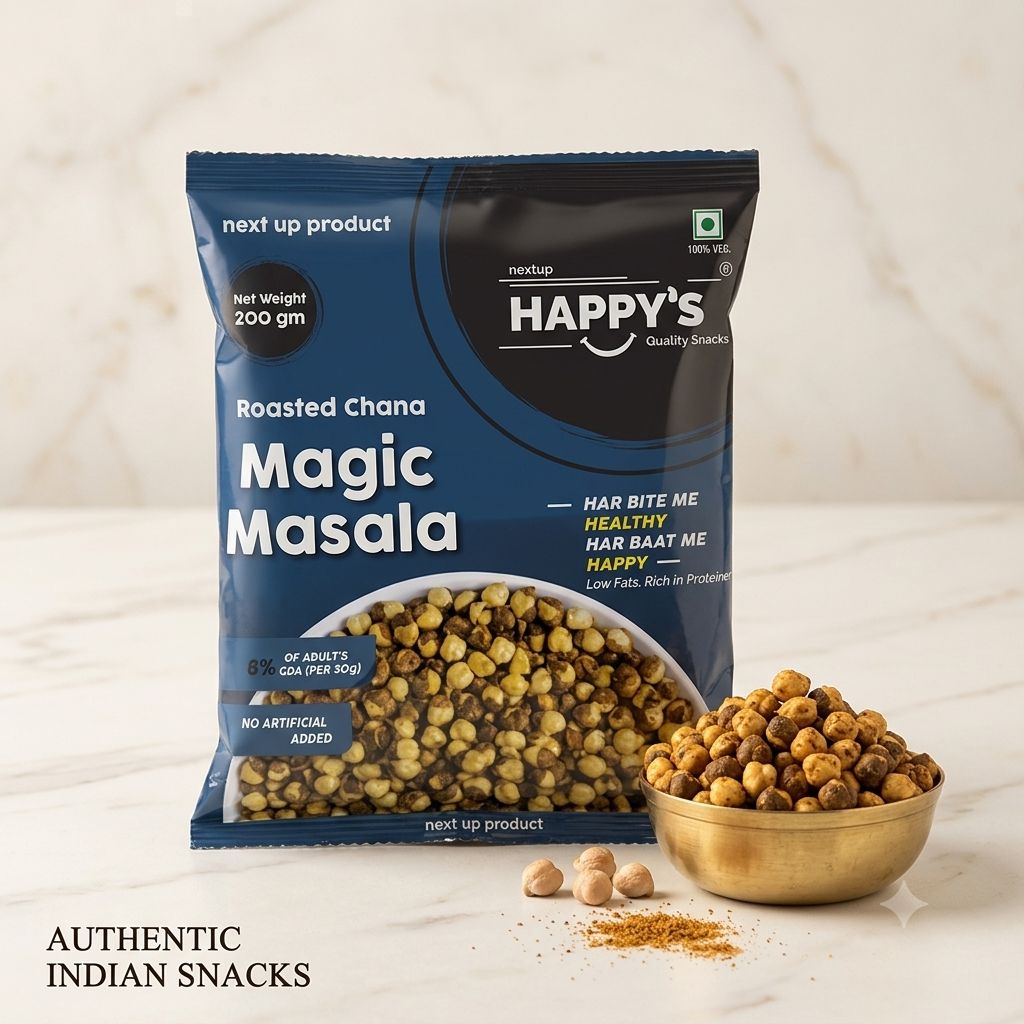 next up product
100% VEG.
Net Weight
200 gm
nextup
HAPPY'S
Quality Snacks
Roasted Chana
Magic
Masala
HAR BITE ME
HEALTHY
HAR BAAT ME
HAPPY
Low Fats. Rich in Proteiner
OF ADULT'S
GDA (PER 30g)
NO ARTIFICIAL
ADDED
next up product
AUTHENTIC
INDIAN SNACKS